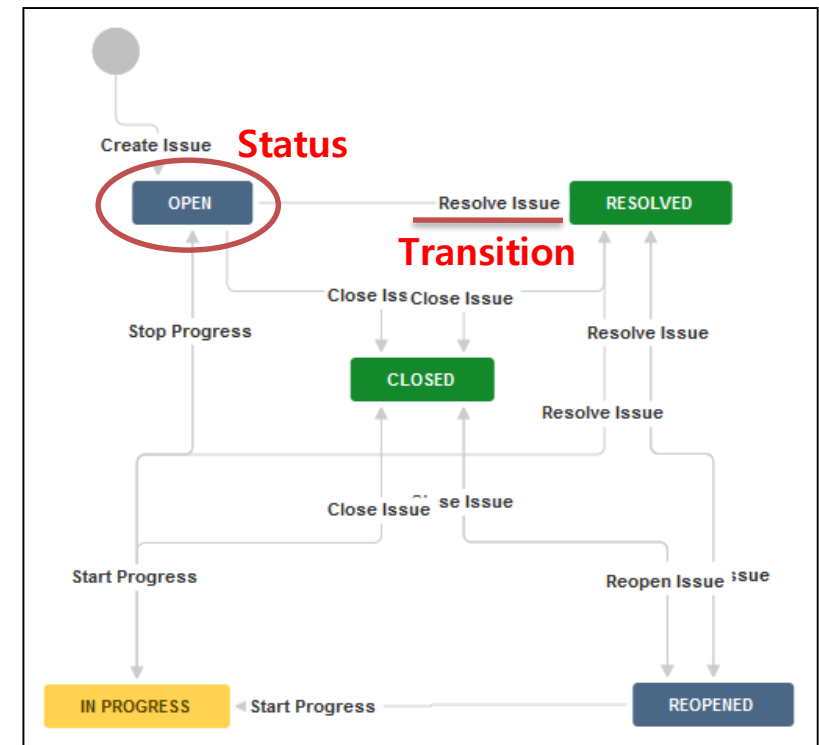 Create Issue
Status
OPEN
Resolve Issue
RESOLVED
Transition
Close Iss
Close Issue
Stop Progress
Resolve Issue
CLOSED
Resolve Issue
Close Issue
se Issue
Start Progress
Reopen Issue
ssue
IN PROGRESS
Start Progress
REOPENED